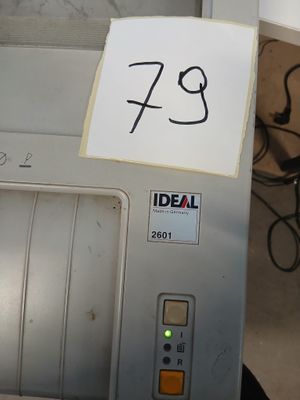 79
IDEAL
Made in Germany
2601
I
R